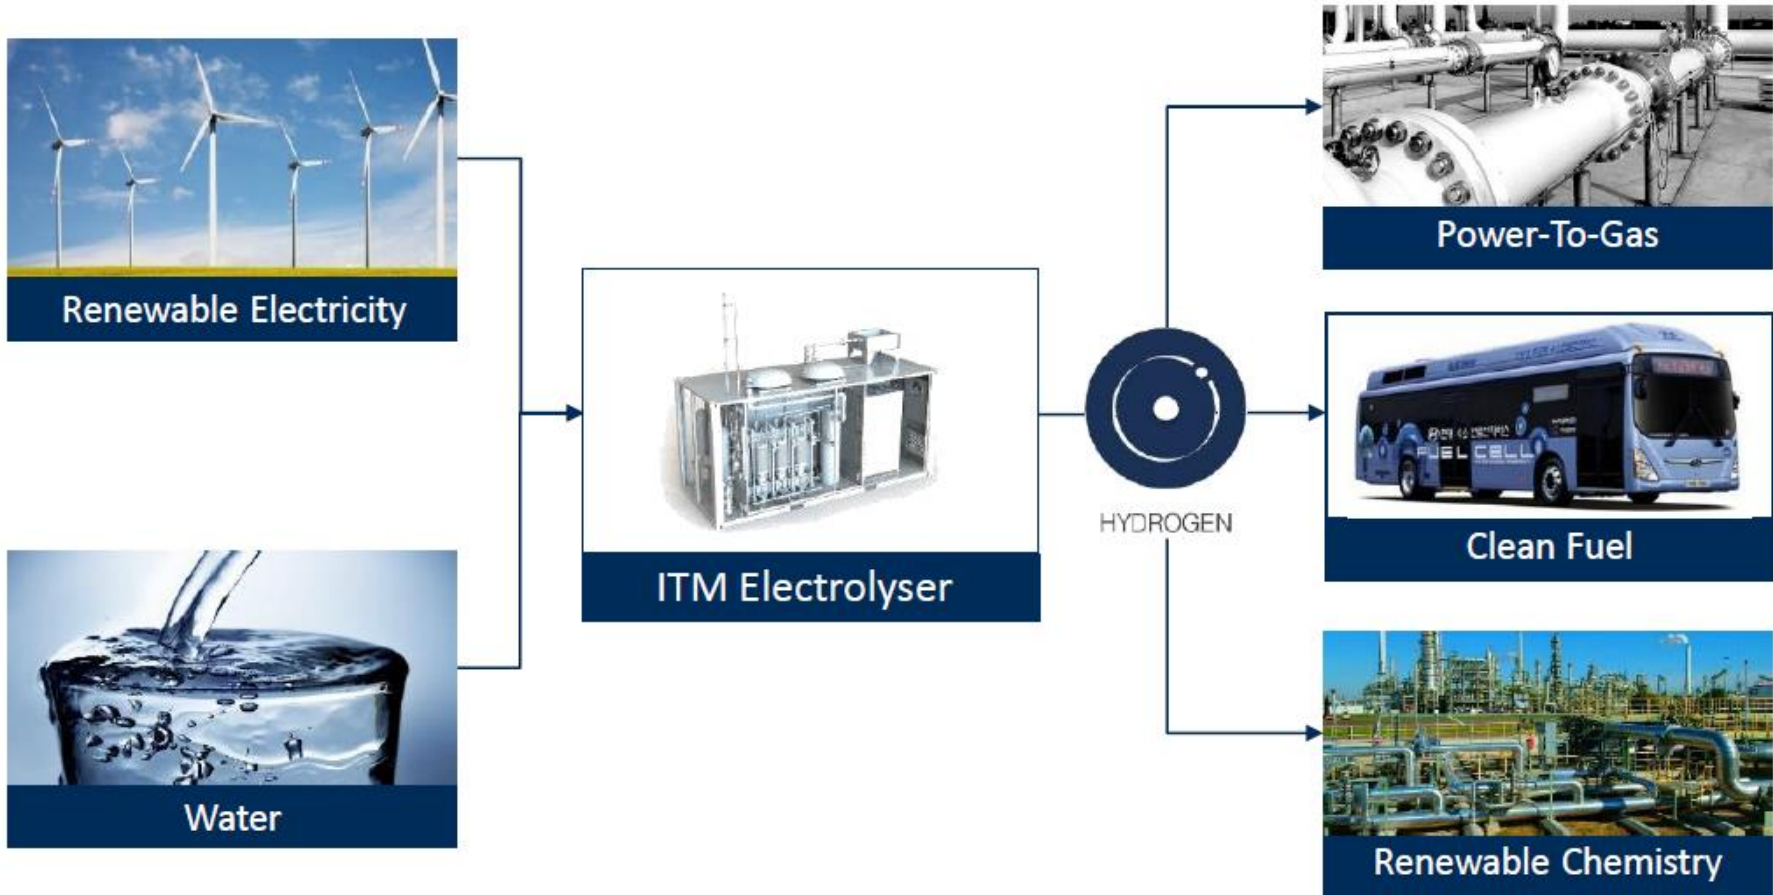 Renewable Electricity
Water
ITM Electrolyser
HYDROGEN
Power-To-Gas
FUEL CELL
Clean Fuel
Renewable Chemistry